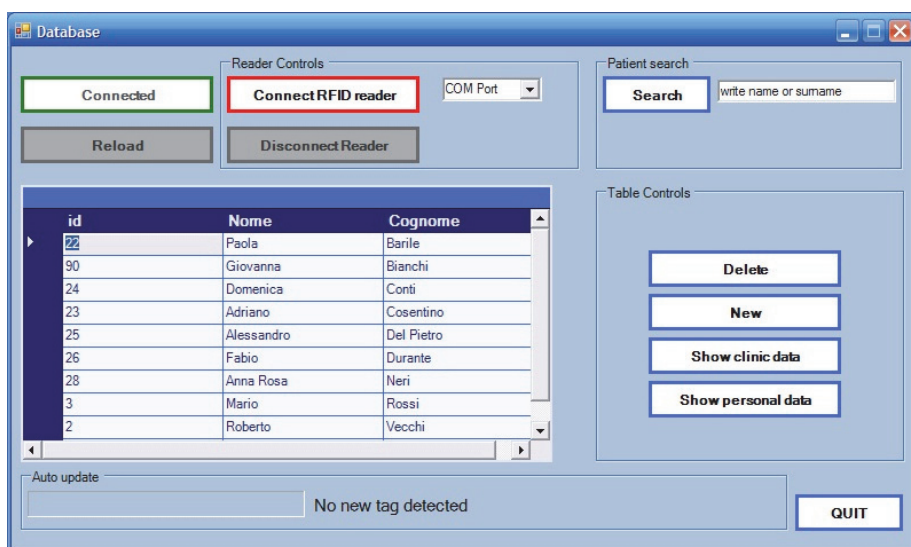 Database
Reader Controls
Patient search
Connected
Connect RFID reader
COM Port
Search
write name or surname
Reload
Disconnect Reader
Table Controls
id Nome Cognome
22 Paola Barile
90 Giovanna Bianchi
24 Domenica Conti
23 Adriano Cosentino
25 Alessandro Del Pietro
26 Fabio Durante
28 Anna Rosa Neri
3 Mario Rossi
2 Roberto Vecchi
Delete
New
Show clinic data
Show personal data
Auto update
No new tag detected
QUIT